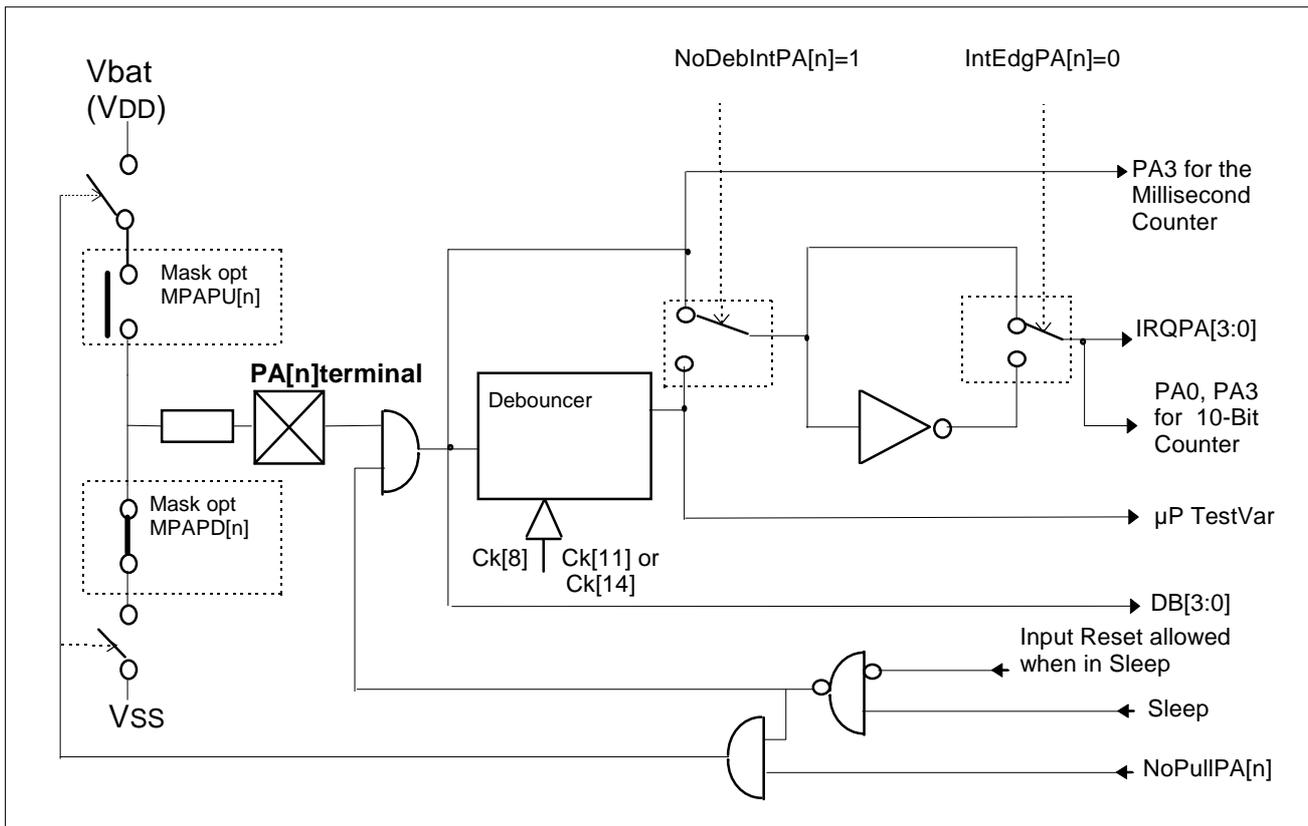 NoDebIntPA[n]=1
IntEdgPA[n]=0
Vbat
(VDD)
PA3 for the
Millisecond
Counter
Mask opt
MPAPU[n]
IRQPA[3:0]
PA[n]terminal
Debouncer
PA0, PA3
for 10-Bit
Counter
Mask opt
MPAPD[n]
µP TestVar
Ck[8]
Ck[11] or
Ck[14]
DB[3:0]
Input Reset allowed
when in Sleep
VSS
Sleep
NoPullPA[n]